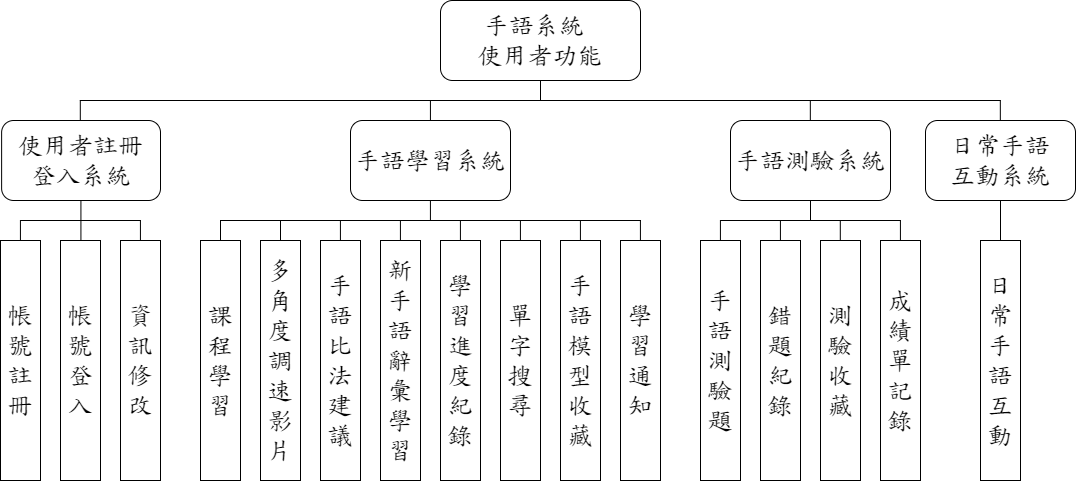 手語系統
使用者功能
使用者註冊
登入系統
手語學習系統
手語測驗系統
日常手語
互動系統
帳號註冊
帳號登入
資訊修改
課程學習
多角度調速影片
手語比法建議
新手語辭彙學習
學習進度紀錄
單字搜尋
手語模型收藏
學習通知
手語測驗題
錯題紀錄
測驗收藏
成績單記錄
日常手語互動